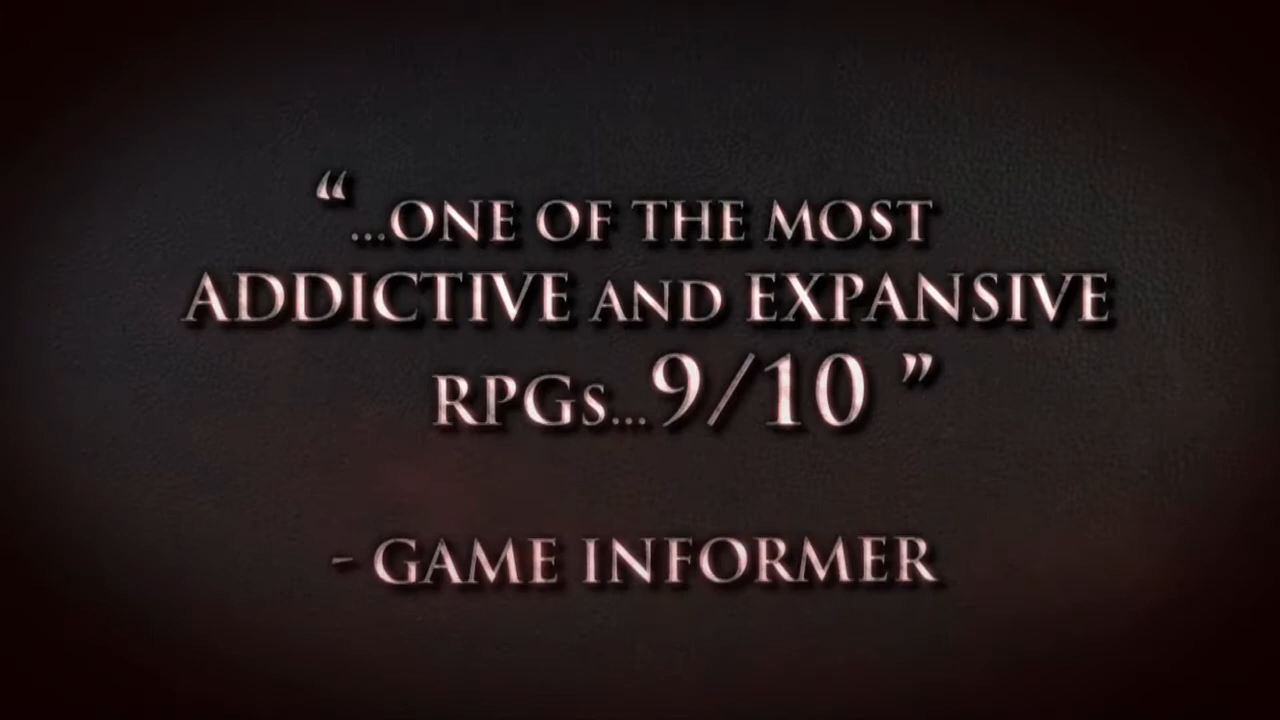 “...ONE OF THE MOST
ADDICTIVE AND EXPANSIVE
RPGs...9/10 ”
- GAME INFORMER